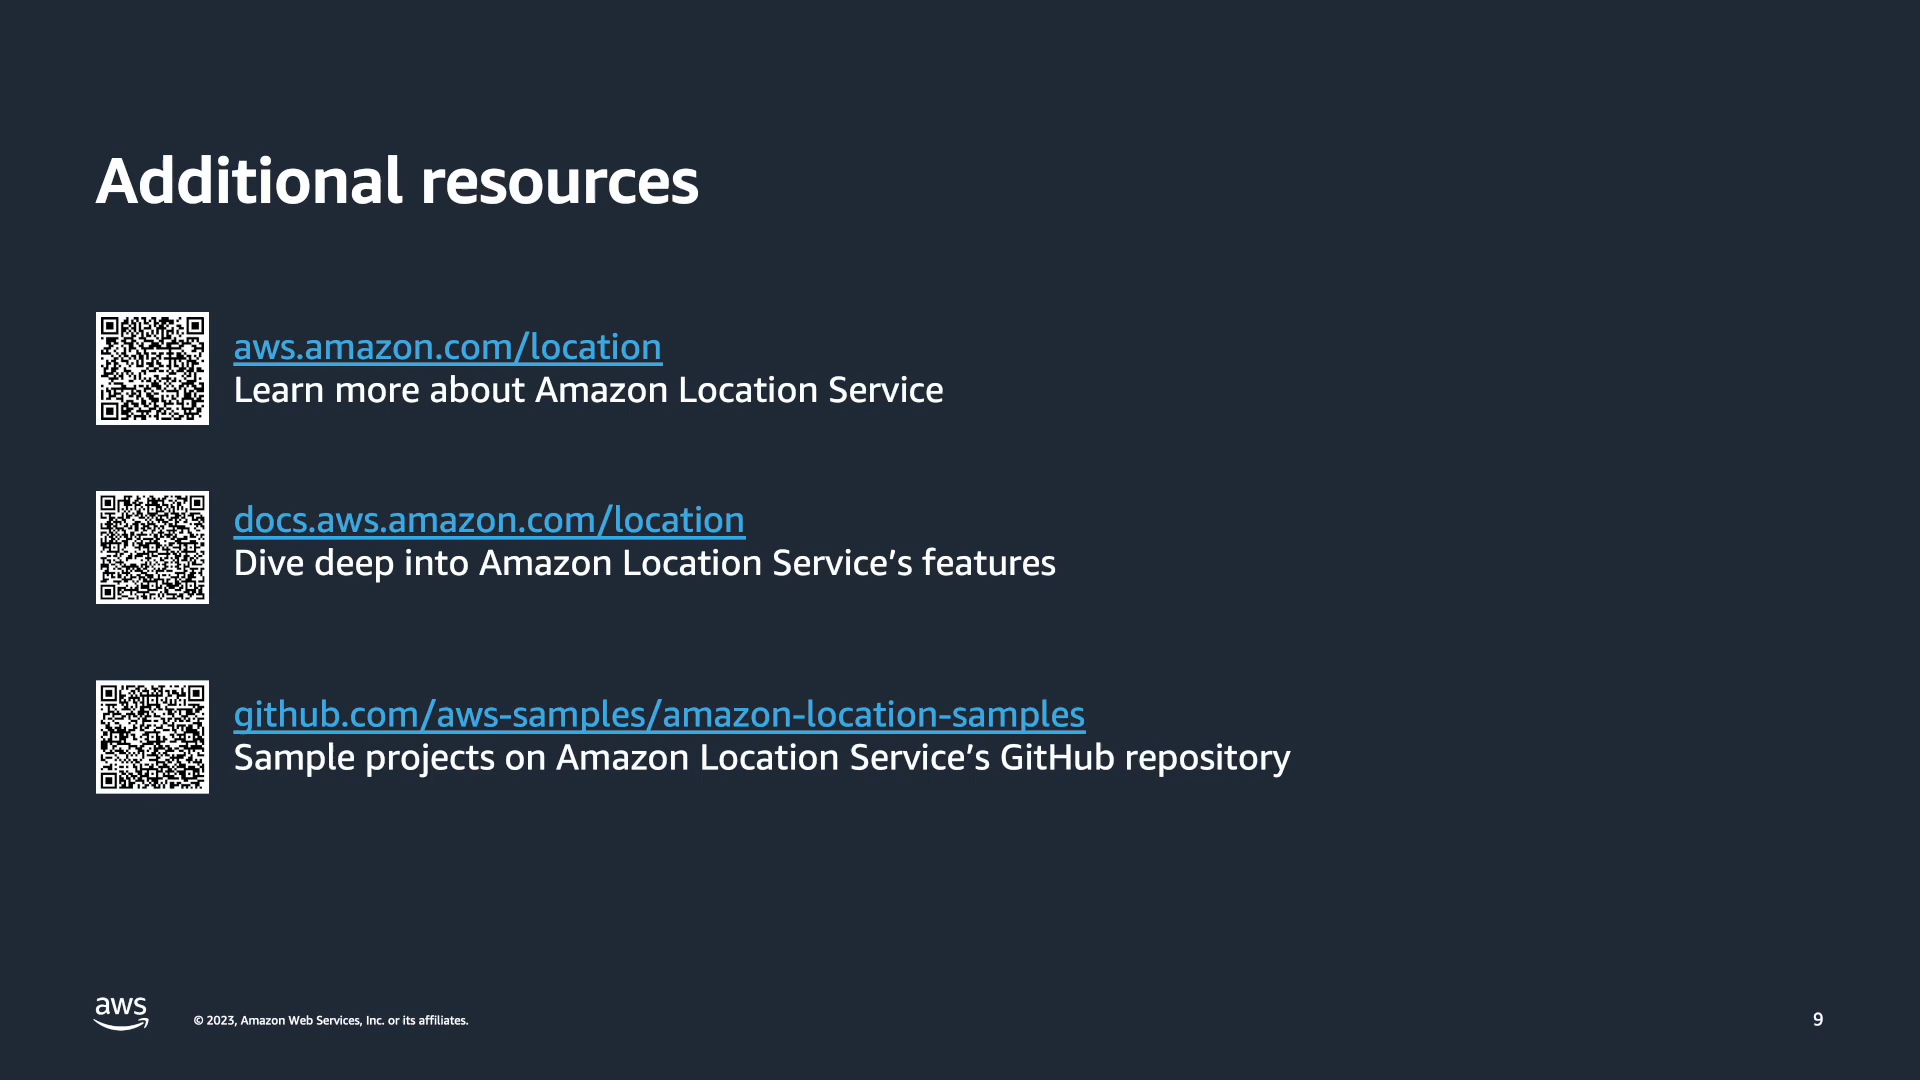 Additional resources
aws.amazon.com/location
Learn more about Amazon Location Service
docs.aws.amazon.com/location
Dive deep into Amazon Location Service’s features
github.com/aws-samples/amazon-location-samples
Sample projects on Amazon Location Service’s GitHub repository
aws
© 2023, Amazon Web Services, Inc. or its affiliates.
9